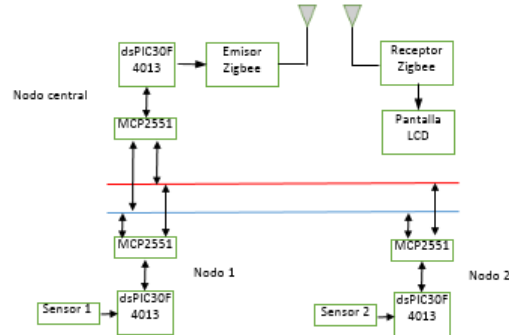 dsPIC30F
4013
Emisor
Zigbee
Receptor
Zigbee
Nodo central
MCP2551
Pantalla
LCD
MCP2551
Nodo 1
MCP2551
Nodo 2
Sensor 1
dsPIC30F
4013
Sensor 2
dsPIC30F
4013